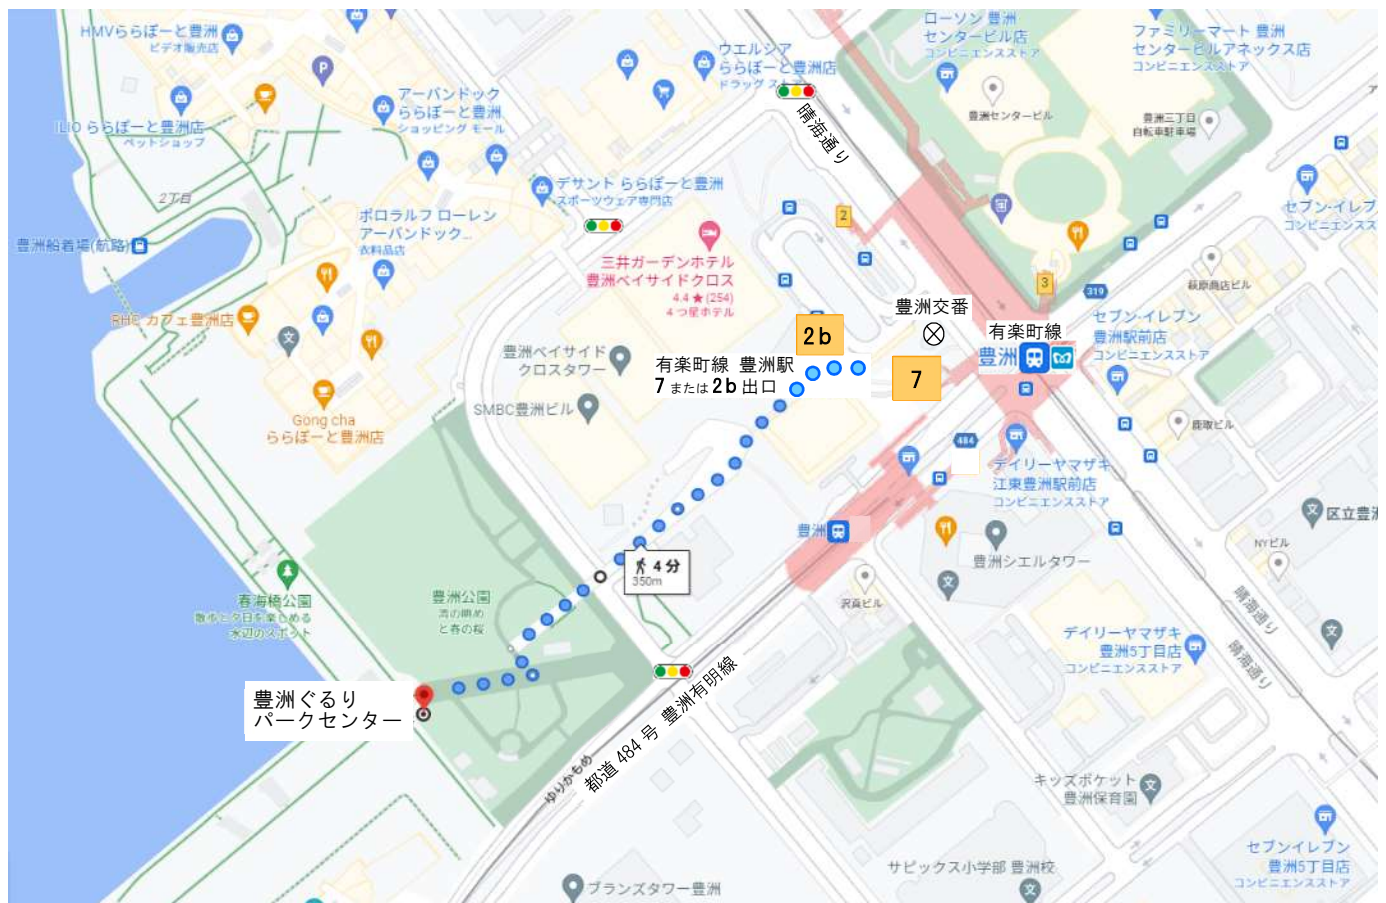 HMVららぽーと豊洲
ビデオ販売店
P
ILIO ららぽーと豊洲店
ペットショップ
アーバンドック
ららぽーと豊洲
ショッピング モール
ウエルシア
ららぽーと豊洲店
ドラッグ スト
ローソン 豊洲
センタービル店
コンビニエンスストア
ファミリーマート 豊洲
センタービルアネックス店
コンビニエンスストア
豊洲センタービル
豊洲三丁目
自転車駐車場
晴海通り
2丁目
デサント ららぽーと豊洲
スポーツウェア専門店
豊洲船着場(航路)
ポロラルフ ローレン
アーバンドック...
衣料品店
三井ガーデンホテル
豊洲ベイサイドクロス
4.4 ★ (254)
4 つ星ホテル
2
3
319
セブン-イレブ
コンビニエンスス
萩原商店ビル
RHC カフェ豊洲店
Gong cha
ららぽーと豊洲店
豊洲ベイサイド
クロスタワー
SMBC豊洲ビル
2b
有楽町線 豊洲駅
7 または 2b 出口
7
豊洲交番
有楽町線
豊洲
セブン-イレブン
豊洲駅前店
コンビニエンスストア
鹿取ビル
484
デイリーヤマザキ
江東豊洲駅前店
コンビニエンスストア
区立豊洲
NYビル
豊洲
豊洲シエルタワー
沢真ビル
4 分
350m
春海橋公園
散歩と夕日を楽しめる
水辺のスポット
豊洲公園
海の眺め
と春の桜
豊洲ぐるり
パークセンター
ゆりかもめ
都道 484 号 豊洲有明線
デイリーヤマザキ
豊洲5丁目店
コンビニエンスストア
晴海通り
晴海通り
キッズポケット
豊洲保育園
サピックス小学部 豊洲校
ブランズタワー豊洲
セブン-イレブン
豊洲5丁目店
コンビニエンスストア